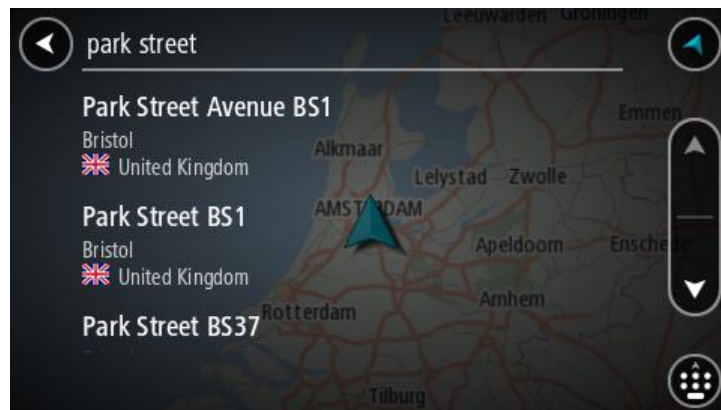 Leeuwarden Groningen
park street
Park Street Avenue BS1
Bristol
United Kingdom
Park Street BS1
Bristol
United Kingdom
Park Street BS37
Emmen
Alkmaar
Lelystad Zwolle
AMSTERDAM
Apeldoorn Enschede
Arnhem
Rotterdam
Tilburg